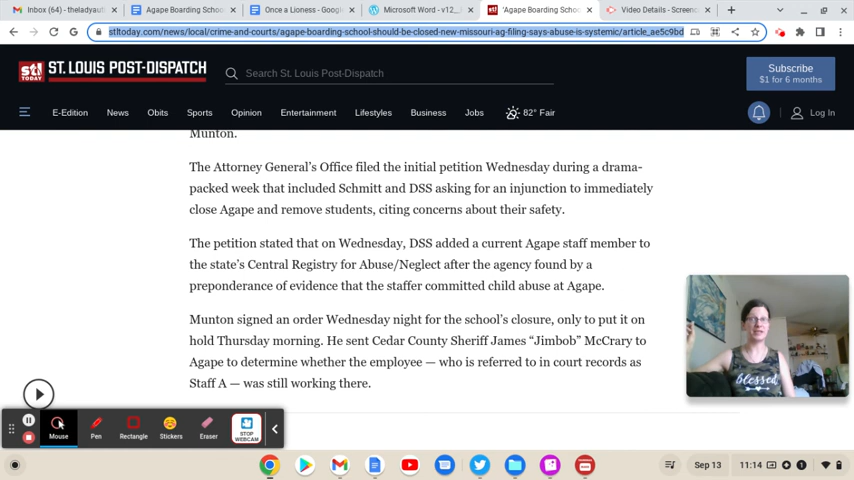 Inbox (64) - theladyauti
Agape Boarding School
Once a Lioness - Google
Microsoft Word - v12_
'Agape Boarding Schoo
Video Details - Screenc
stltoday.com/news/local/crime-and-courts/agape-boarding-school-should-be-closed-new-missouri-ag-filing-says-abuse-is-systemic/article_ae5c9bd
stl TODAY ST. LOUIS POST-DISPATCH
Search St. Louis Post-Dispatch
Subscribe
$1 for 6 months
E-Edition News Obits Sports Opinion Entertainment Lifestyles Business Jobs 82° Fair Log In
Munton.
The Attorney General's Office filed the initial petition Wednesday during a drama-
packed week that included Schmitt and DSS asking for an injunction to immediately
close Agape and remove students, citing concerns about their safety.
The petition stated that on Wednesday, DSS added a current Agape staff member to
the state's Central Registry for Abuse/Neglect after the agency found by a
preponderance of evidence that the staffer committed child abuse at Agape.
Munton signed an order Wednesday night for the school's closure, only to put it on
hold Thursday morning. He sent Cedar County Sheriff James “Jimbob” McCrary to
Agape to determine whether the employee — who is referred to in court records as
Staff A — was still working there.
blessed
Mouse Pen Rectangle Stickers Eraser STOP
WEBCAM
Sep 13 11:14